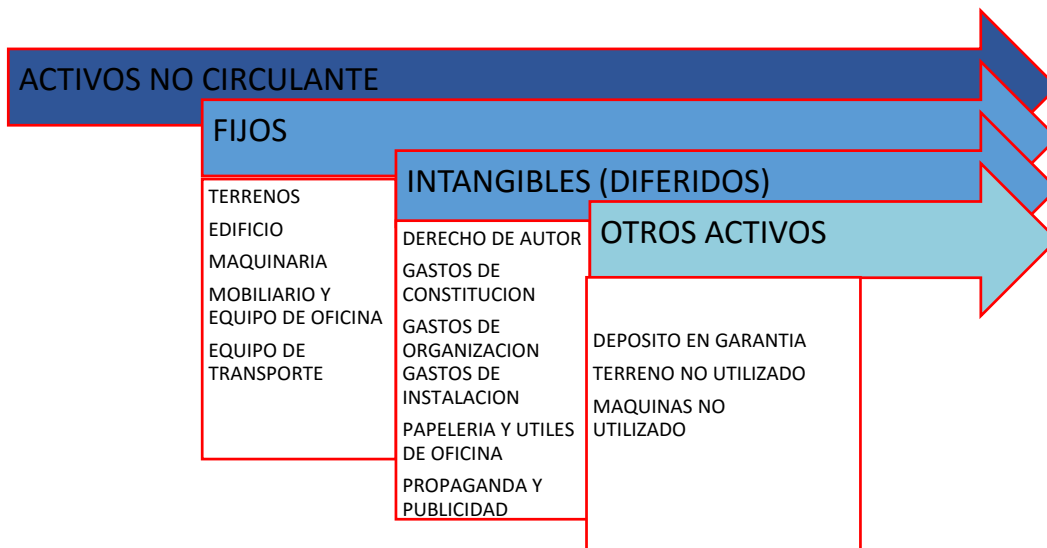 ACTIVOS NO CIRCULANTE
FIJOS
TERRENOS
EDIFICIO
MAQUINARIA
MOBILIARIO Y
EQUIPO DE OFICINA
EQUIPO DE
TRANSPORTE
INTANGIBLES (DIFERIDOS)
DERECHO DE AUTOR
GASTOS DE
CONSTITUCION
GASTOS DE
ORGANIZACION
GASTOS DE
INSTALACION
PAPELERIA Y UTILES
DE OFICINA
PROPAGANDA Y
PUBLICIDAD
OTROS ACTIVOS
DEPOSITO EN GARANTIA
TERRENO NO UTILIZADO
MAQUINAS NO
UTILIZADO